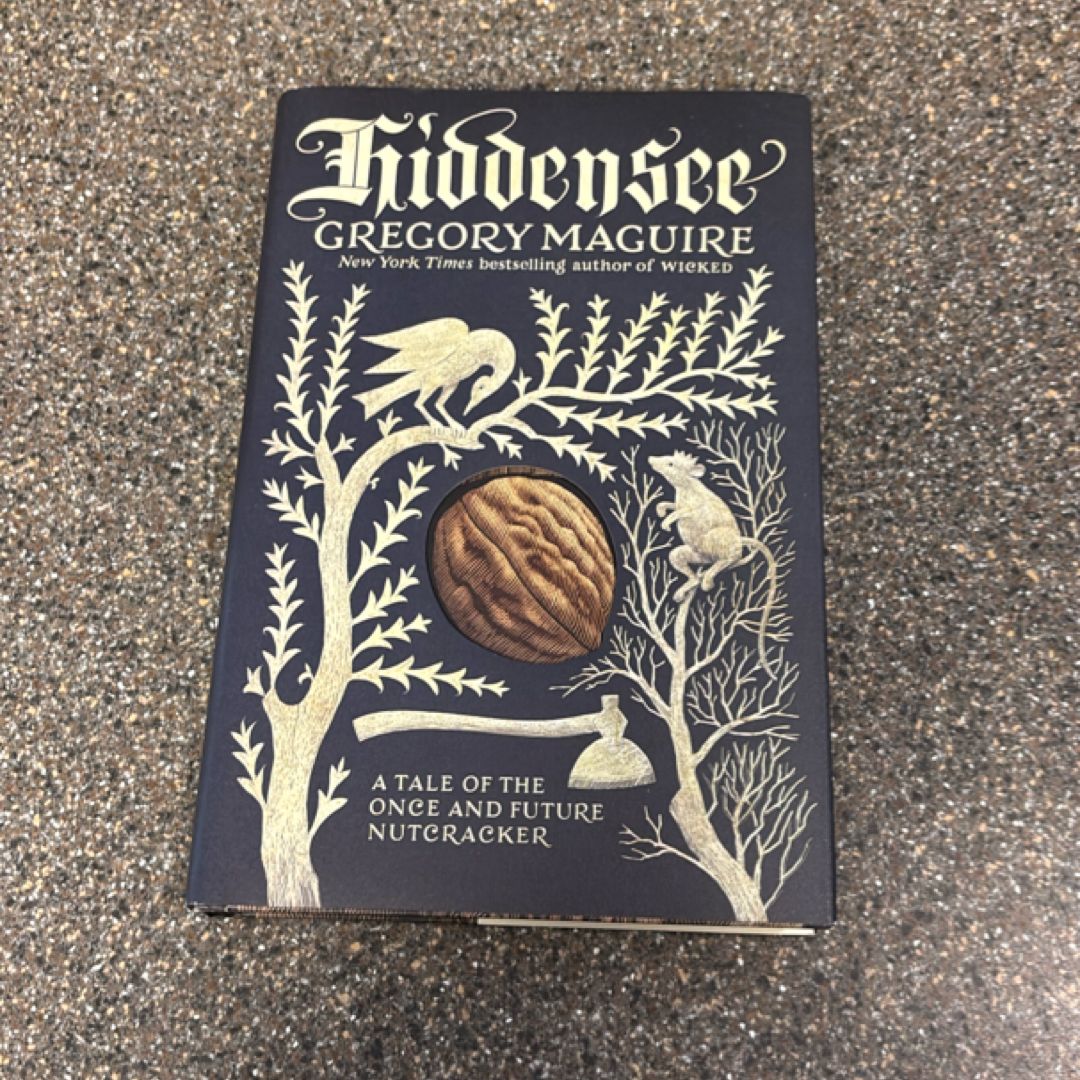 Hiddensee
GREGORY MAGUIRE
New York Times bestselling author of WICKED
A TALE OF THE
ONCE AND FUTURE
NUTCRACKER